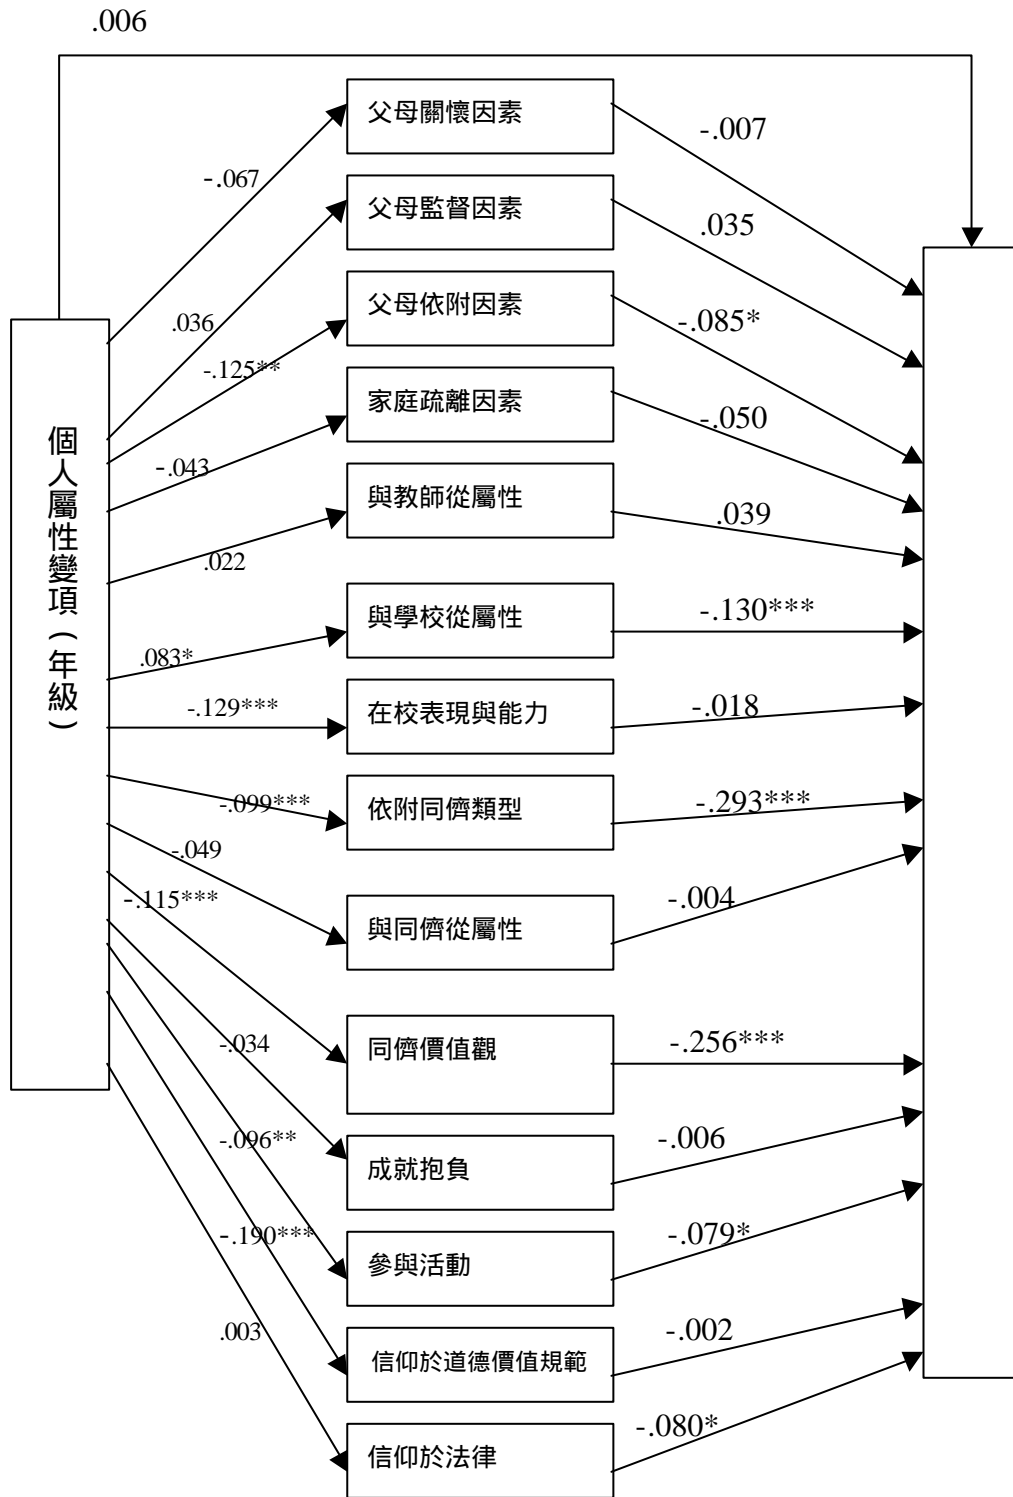 .006
父母關懷因素
-.007
-.067
父母監督因素
.035
.036
父母依附因素
-.085*
-.125**
家庭疏離因素
-.050
-.043
與教師從屬性
.039
.022
個人屬性變項(年級)
與學校從屬性
-.130***
.083*
在校表現與能力
-.018
-.129***
依附同儕類型
-.293***
-.099***
-.049
與同儕從屬性
-.004
-.115***
同儕價值觀
-.256***
-.034
成就抱負
-.006
-.096**
參與活動
-.079*
-.190***
信仰於道德價值規範
-.002
.003
信仰於法律
-.080*